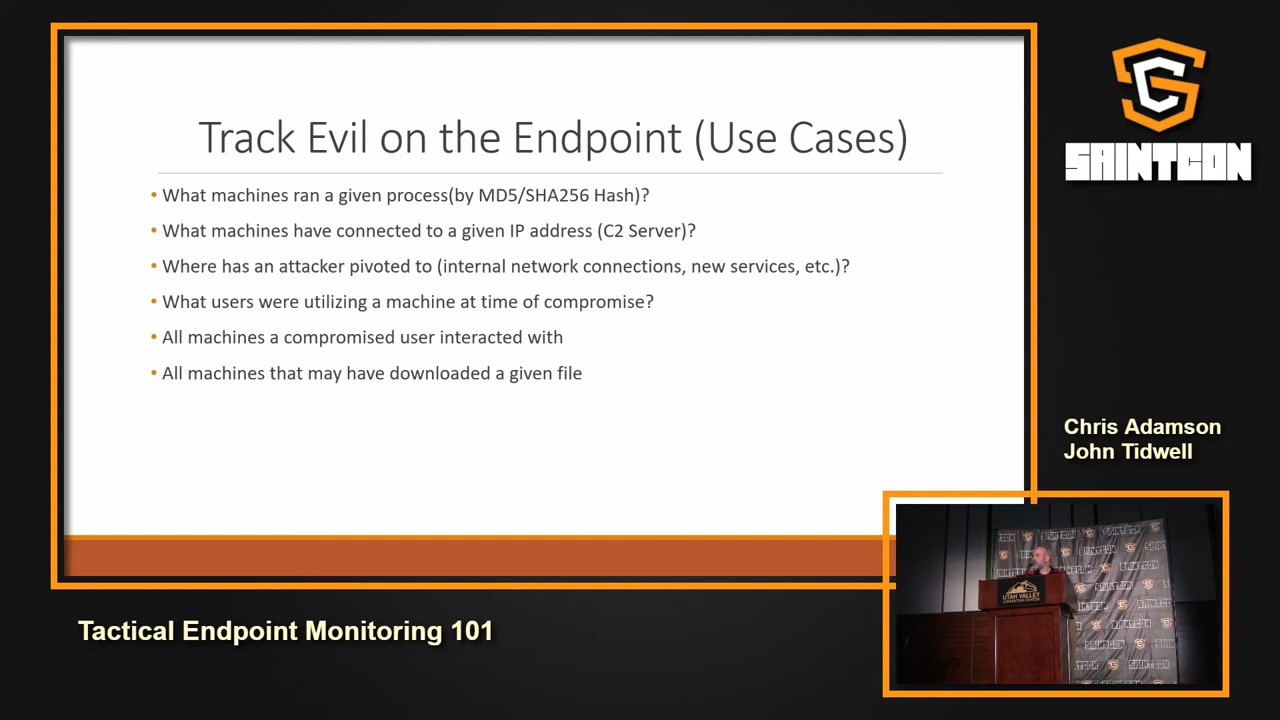 Track Evil on the Endpoint (Use Cases)
• What machines ran a given process(by MD5/SHA256 Hash)?
• What machines have connected to a given IP address (C2 Server)?
• Where has an attacker pivoted to (internal network connections, new services, etc.)?
• What users were utilizing a machine at time of compromise?
• All machines a compromised user interacted with
• All machines that may have downloaded a given file
SAINTCON
Chris Adamson
John Tidwell
Tactical Endpoint Monitoring 101
UTAH VALLEY